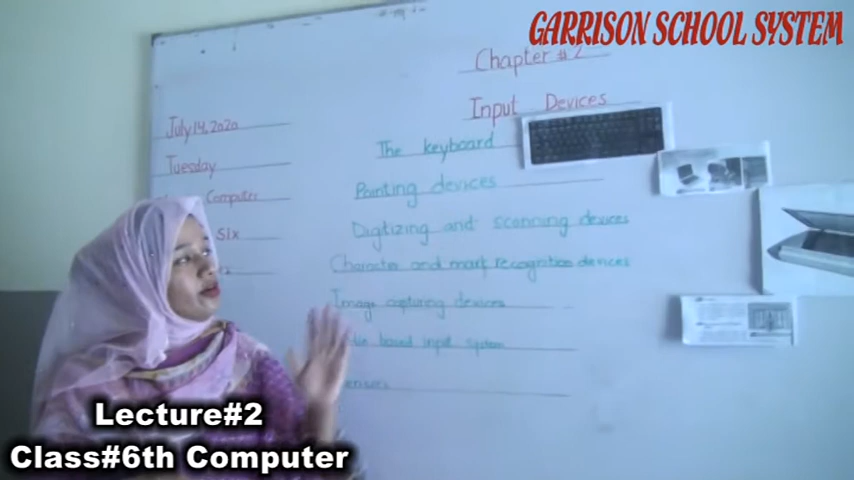 GARRISON SCHOOL SYSTEM
Chapter # 2
Input Devices
July 14, 2020
Tuesday
Computer
Six
The keyboard
Pointing devices
Digitizing and scanning devices
Character and mark recognition devices
Image capturing devices
based input system
Lecture#2
Class#6th Computer